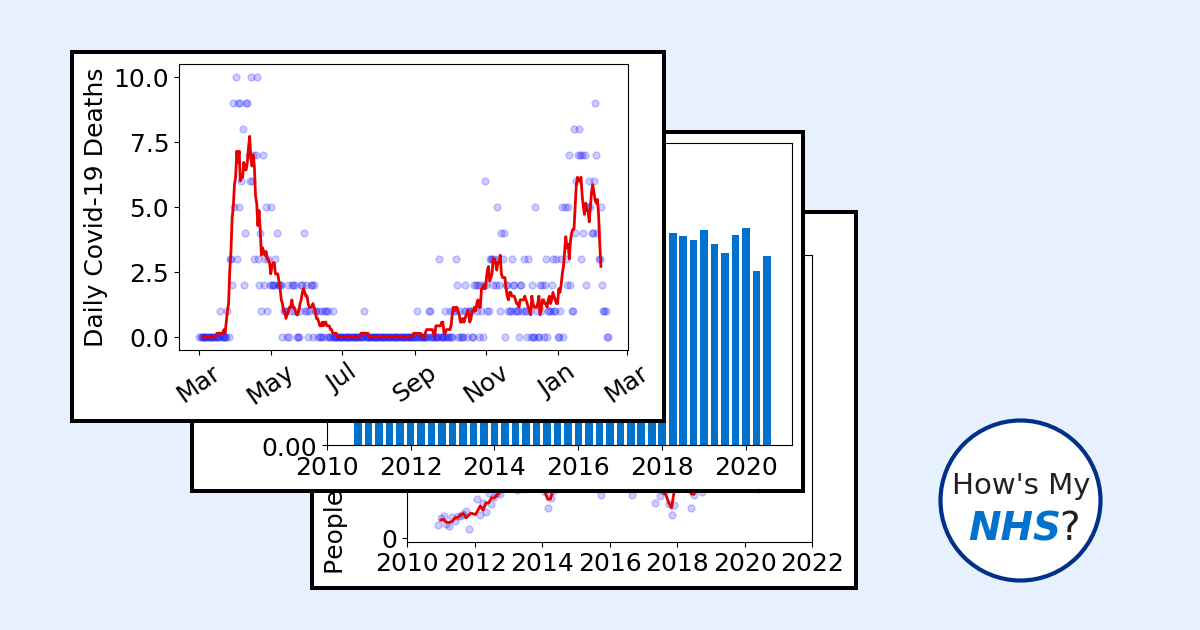 Daily Covid-19 Deaths
10.0
7.5
5.0
2.5
0.0
Mar May Jul Sep Nov Jan Mar
0.00
2010 2012 2014 2016 2018 2020
People
0
2010 2012 2014 2016 2018 2020 2022
How's My
NHS?